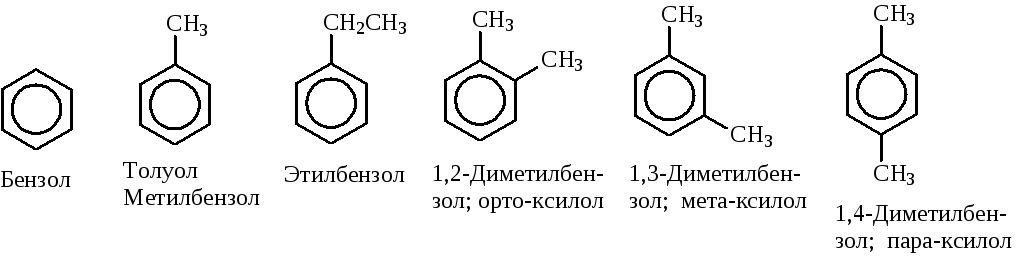 CH₃
CH₂CH₃
CH₃
CH₃
CH₃
CH₃
CH₃
CH₃
Бензол
Толуол
Метилбензол
Этилбензол
1,2-Диметилбен-
зол; орто-ксилол
1,3-Диметилбен-
зол; мета-ксилол
1,4-Диметилбен-
зол; пара-ксилол